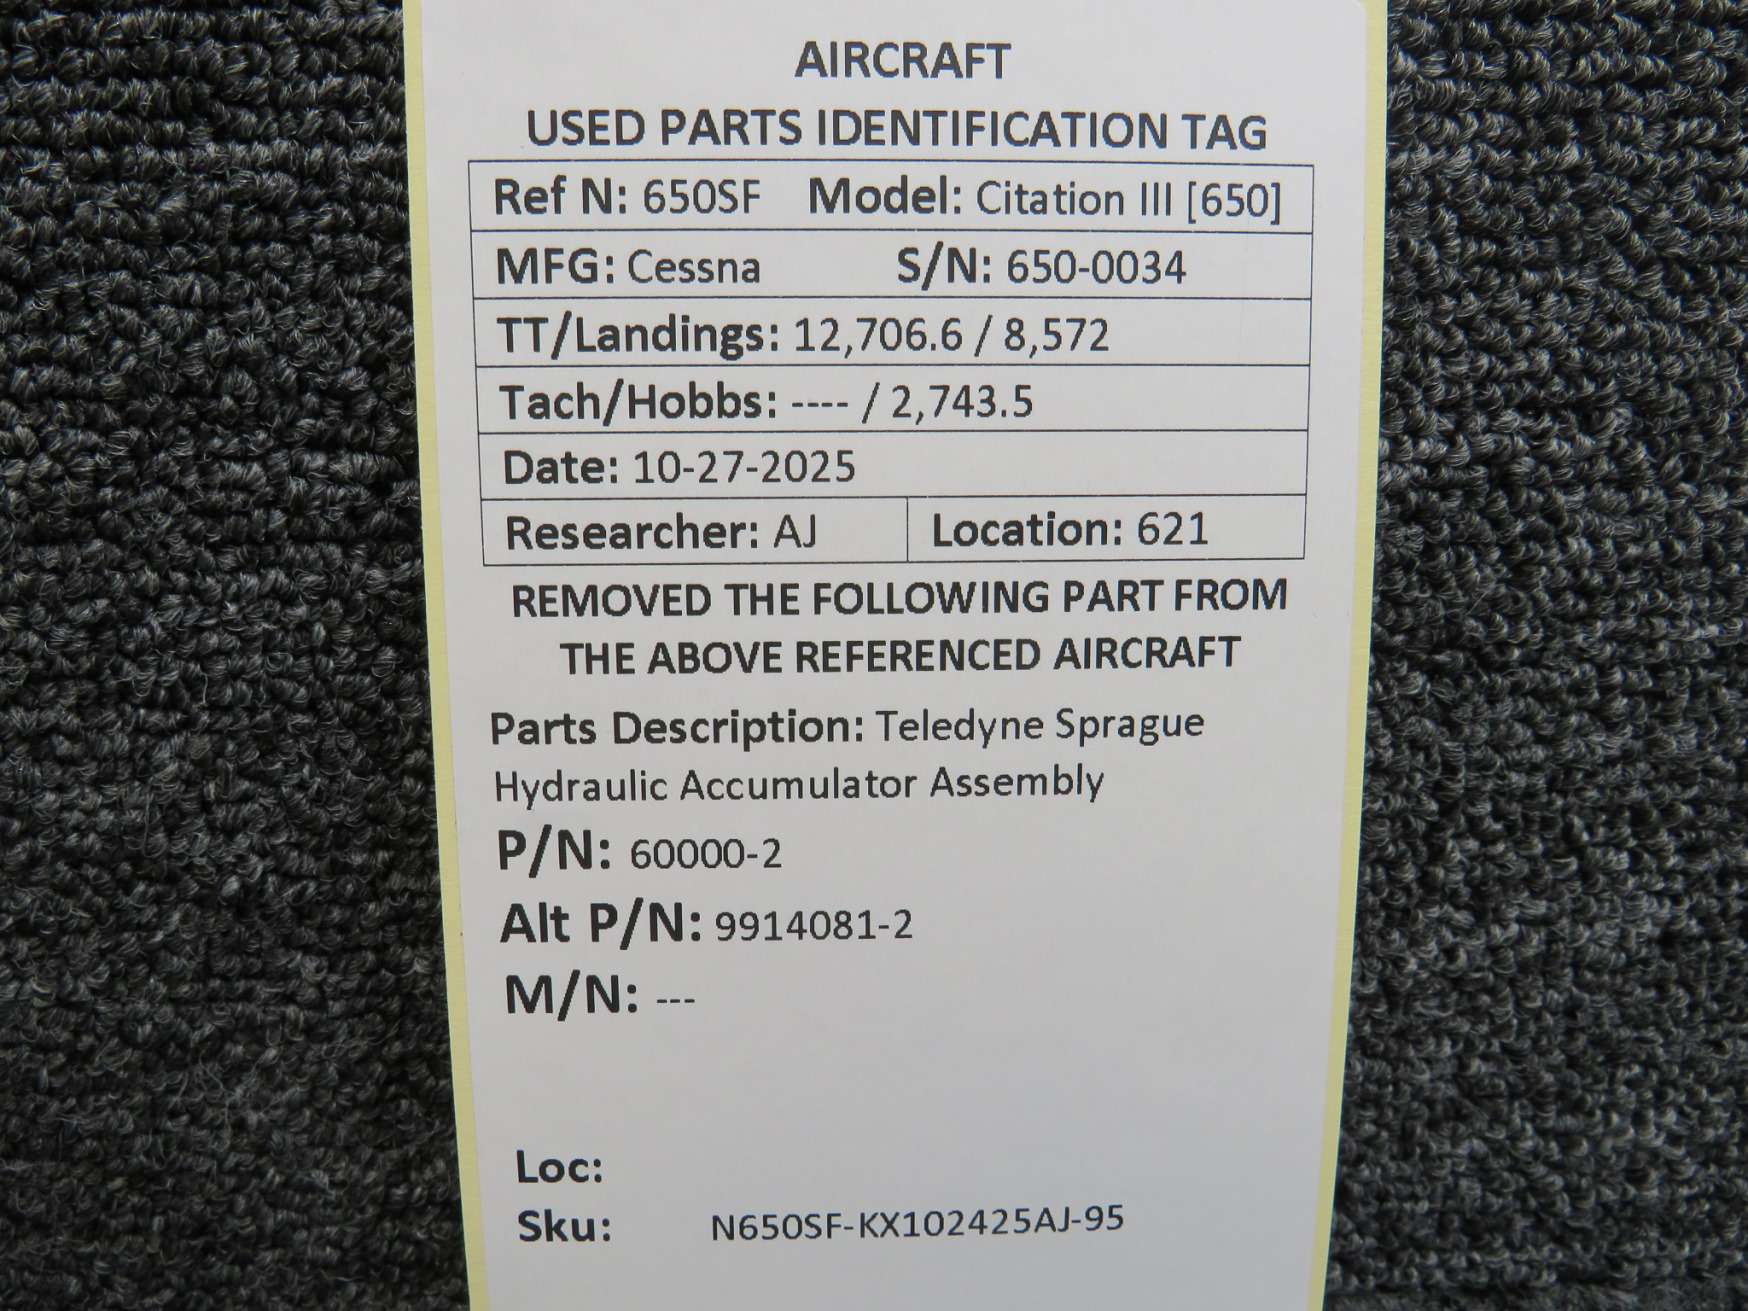 AIRCRAFT
USED PARTS IDENTIFICATION TAG
Ref N: 650SF Model: Citation III [650]
MFG: Cessna S/N: 650-0034
TT/Landings: 12,706.6 / 8,572
Tach/Hobbs: ---- / 2,743.5
Date: 10-27-2025
Researcher: AJ Location: 621
REMOVED THE FOLLOWING PART FROM
THE ABOVE REFERENCED AIRCRAFT
Parts Description: Teledyne Sprague
Hydraulic Accumulator Assembly
P/N: 60000-2
Alt P/N: 9914081-2
M/N: ---
Loc:
Sku: N650SF-KX102425AJ-95